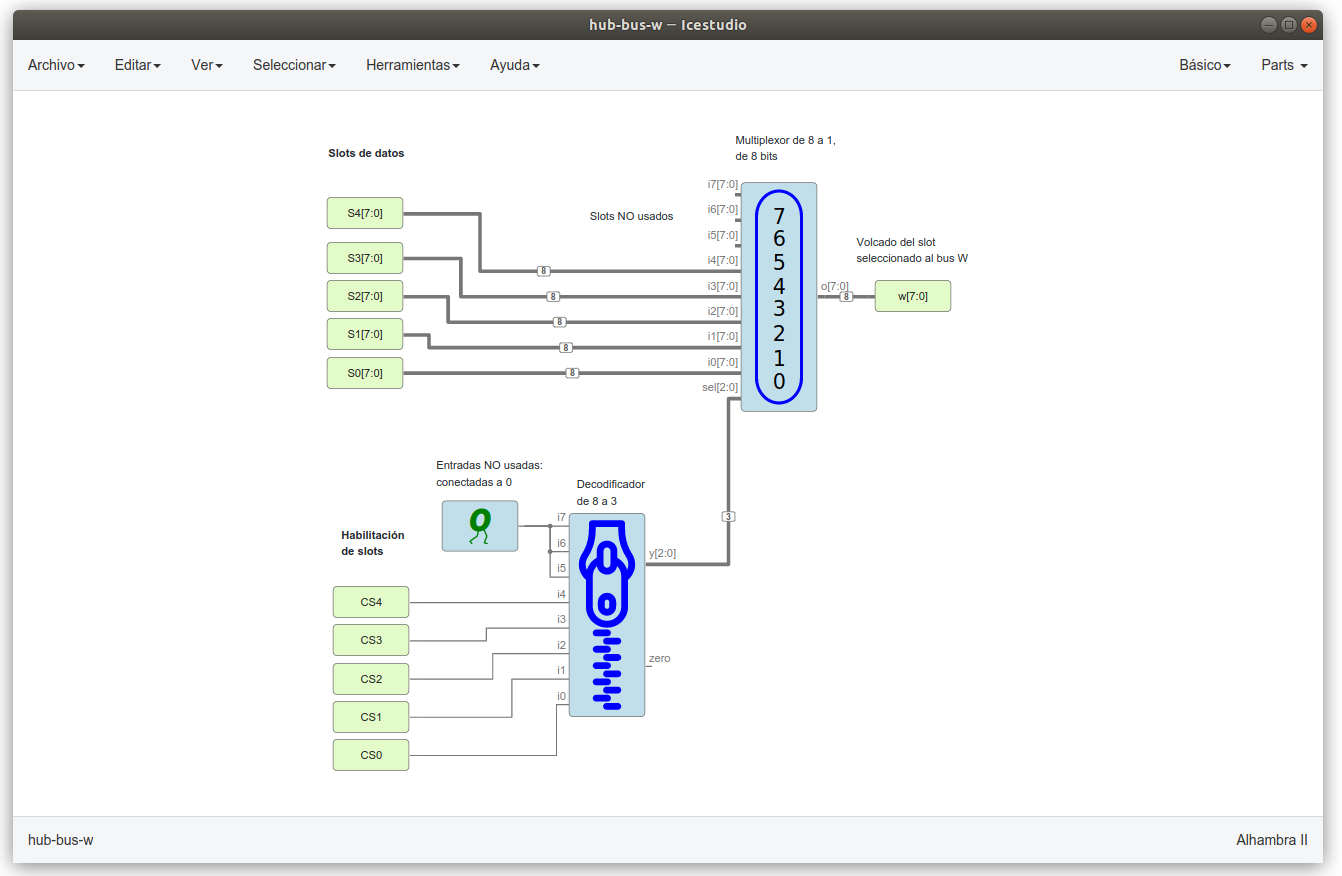 hub-bus-w — Icestudio
Archivo Editar Ver Seleccionar Herramientas Ayuda Básico Parts
Slots de datos
S4[7:0]
S3[7:0]
S2[7:0]
S1[7:0]
S0[7:0]
Slots NO usados
8
8
8
8
8
Multiplexor de 8 a 1,
de 8 bits
i7[7:0]
i6[7:0]
i5[7:0]
i4[7:0]
i3[7:0]
i2[7:0]
i1[7:0]
i0[7:0]
sel[2:0]
7
6
5
4
3
2
1
0
o[7:0]
8
Volcado del slot
seleccionado al bus W
w[7:0]
Entradas NO usadas:
conectadas a 0
0
Decodificador
de 8 a 3
i7
i6
i5
i4
i3
i2
i1
i0
y[2:0]
zero
3
Habilitación
de slots
CS4
CS3
CS2
CS1
CS0
hub-bus-w
Alhambra II